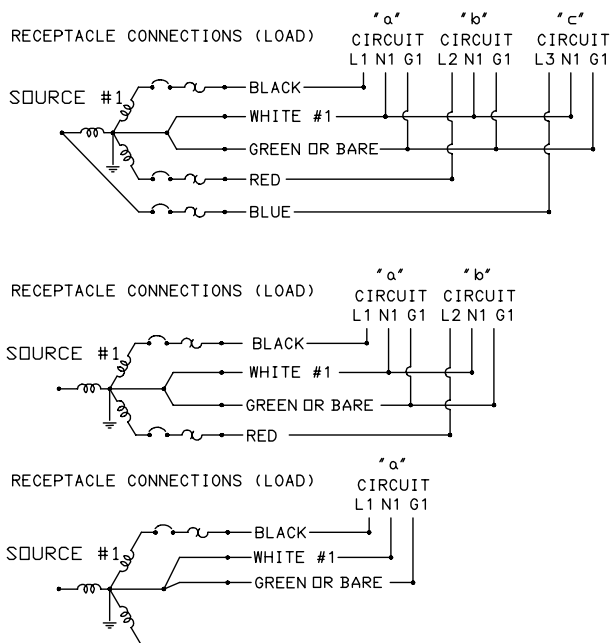 "a" "b" "c"
RECEPTACLE CONNECTIONS (LOAD) CIRCUIT CIRCUIT CIRCUIT
L1 N1 G1 L2 N1 G1 L3 N1 G1
BLACK
SOURCE #1
WHITE #1
GREEN OR BARE
RED
BLUE
"a" "b"
RECEPTACLE CONNECTIONS (LOAD) CIRCUIT CIRCUIT
L1 N1 G1 L2 N1 G1
BLACK
SOURCE #1
WHITE #1
GREEN OR BARE
RED
"a"
RECEPTACLE CONNECTIONS (LOAD) CIRCUIT
L1 N1 G1
BLACK
SOURCE #1
WHITE #1
GREEN OR BARE